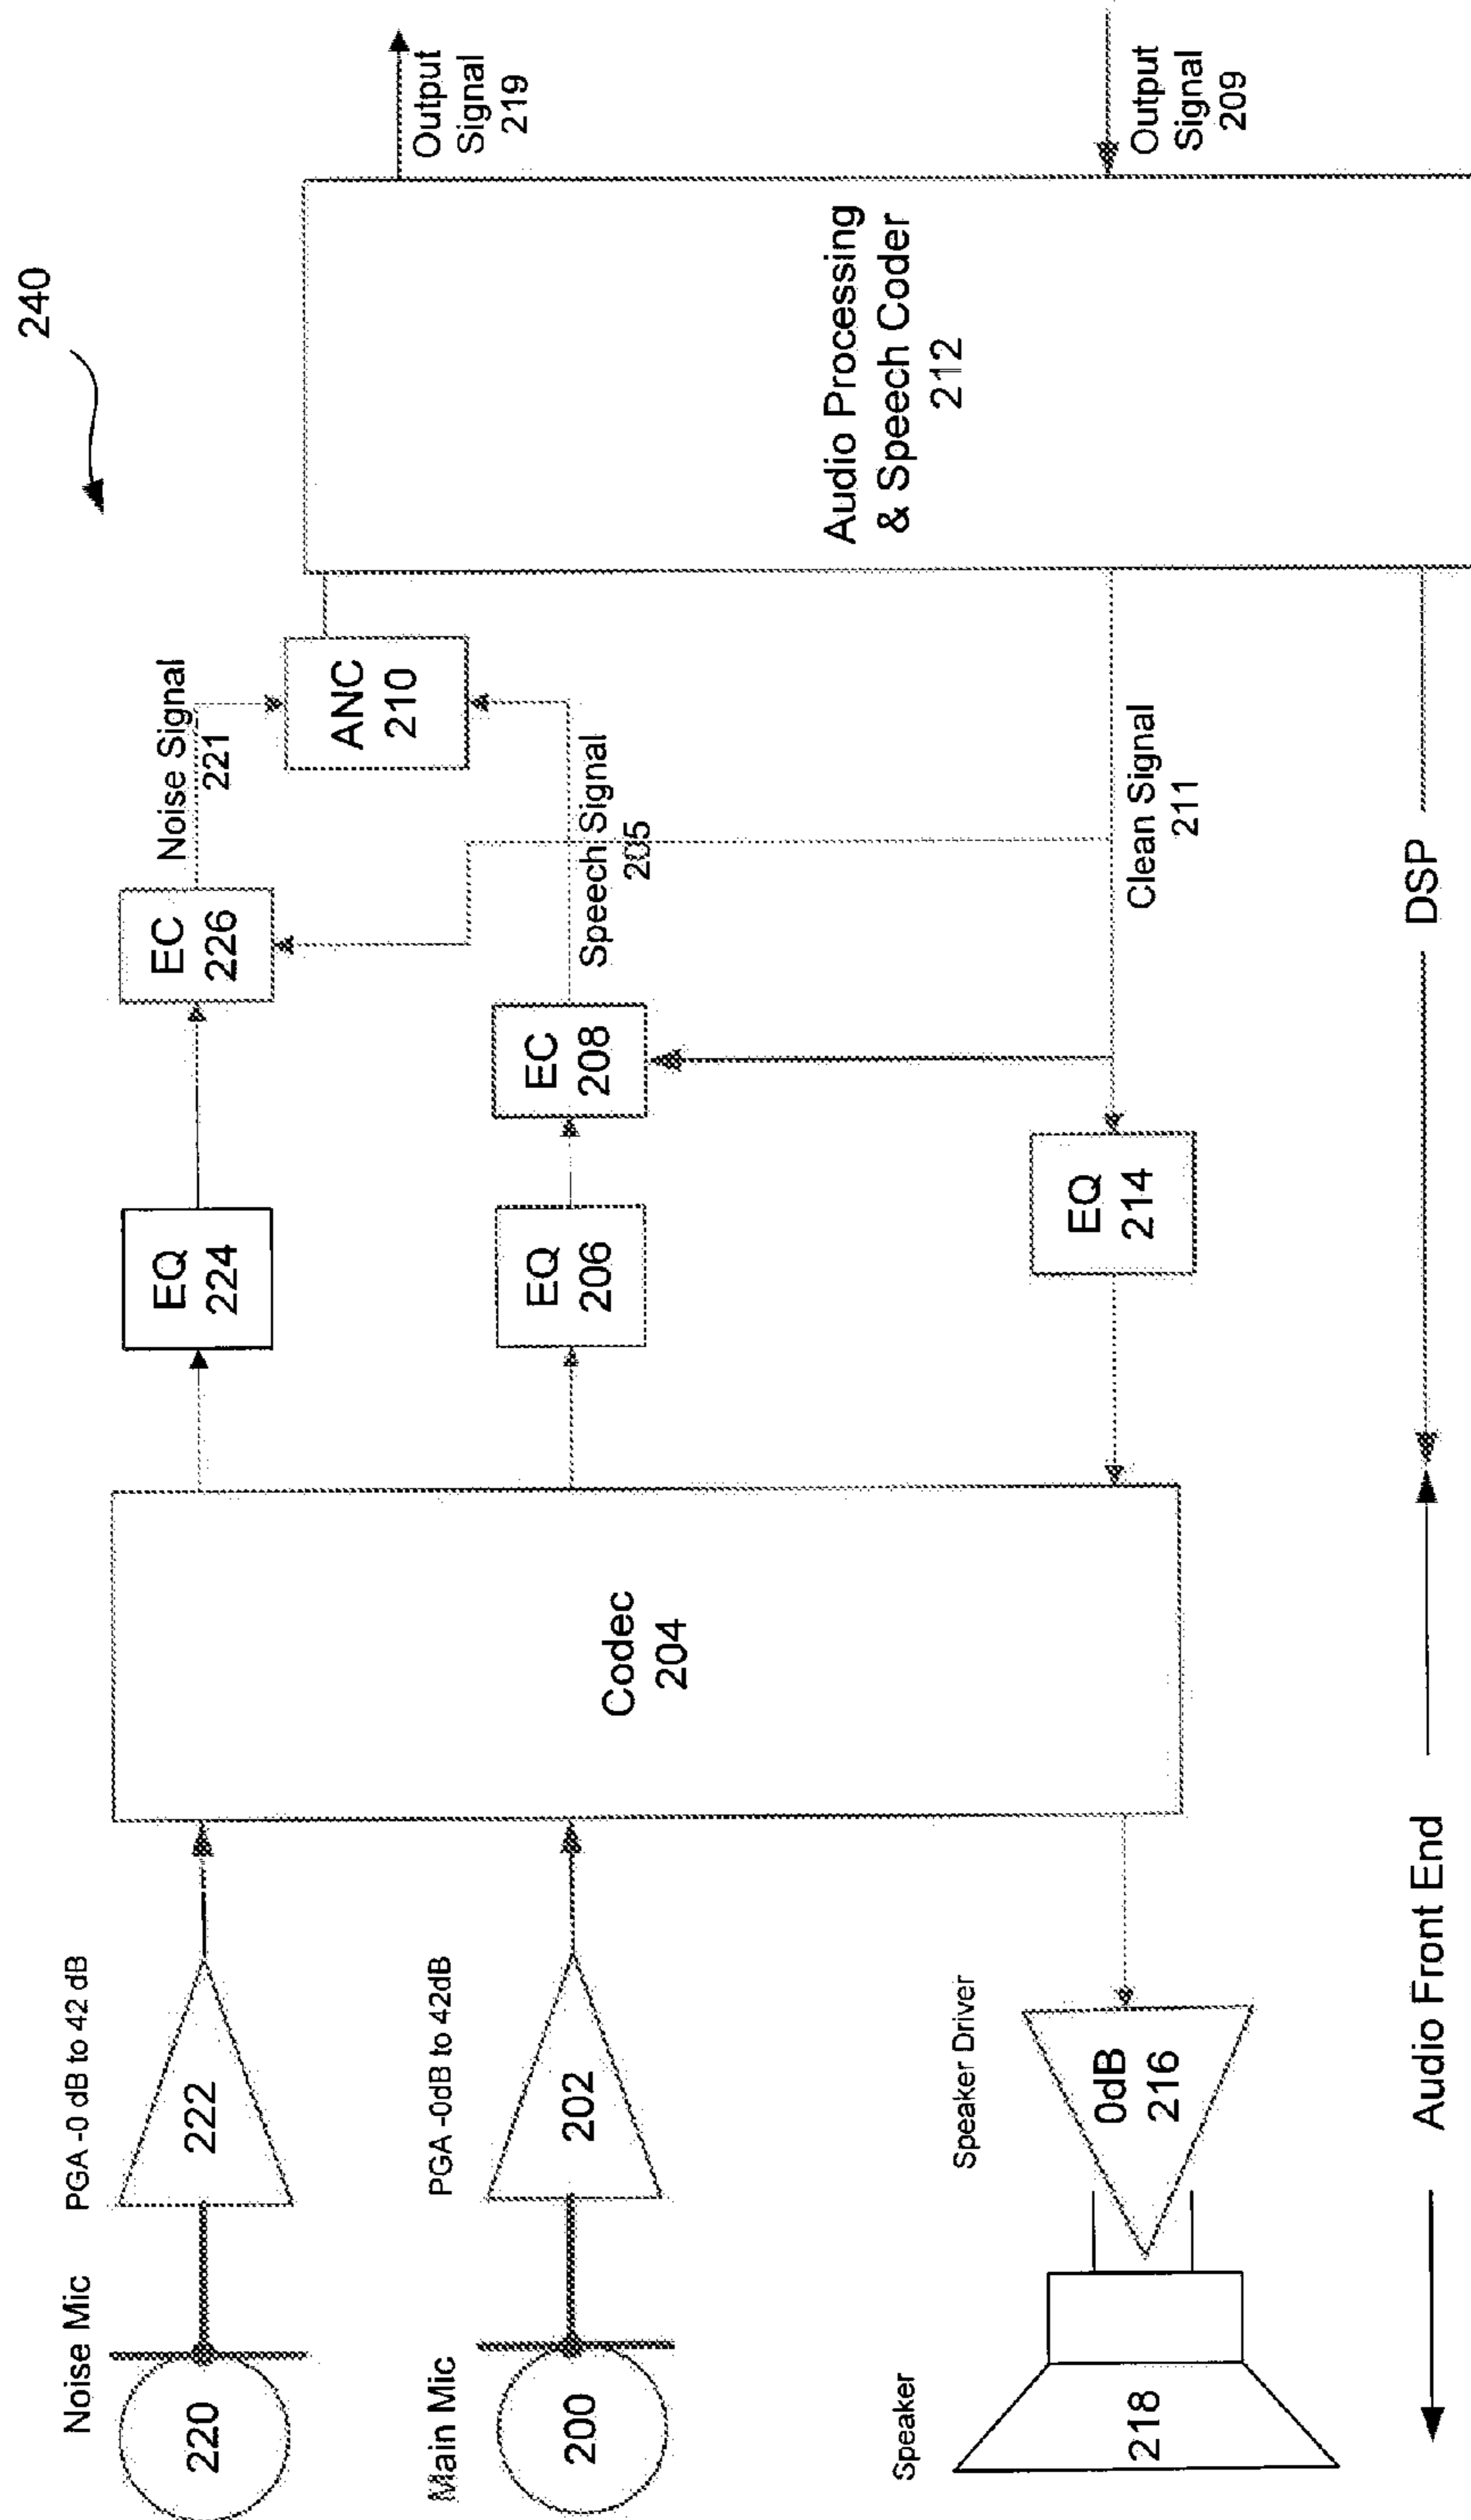 240
Noise Mic
220
PGA -0 dB to 42 dB
222
EQ
224
EC
226
Noise Signal
221
ANC
210
Output
Signal
219
Main Mic
200
PGA -0dB to 42dB
202
Codec
204
EQ
206
EC
208
Speech Signal
205
Audio Processing
& Speech Coder
212
Speaker
218
Speaker Driver
0dB
216
EQ
214
Clean Signal
211
Output
Signal
209
Audio Front End
DSP